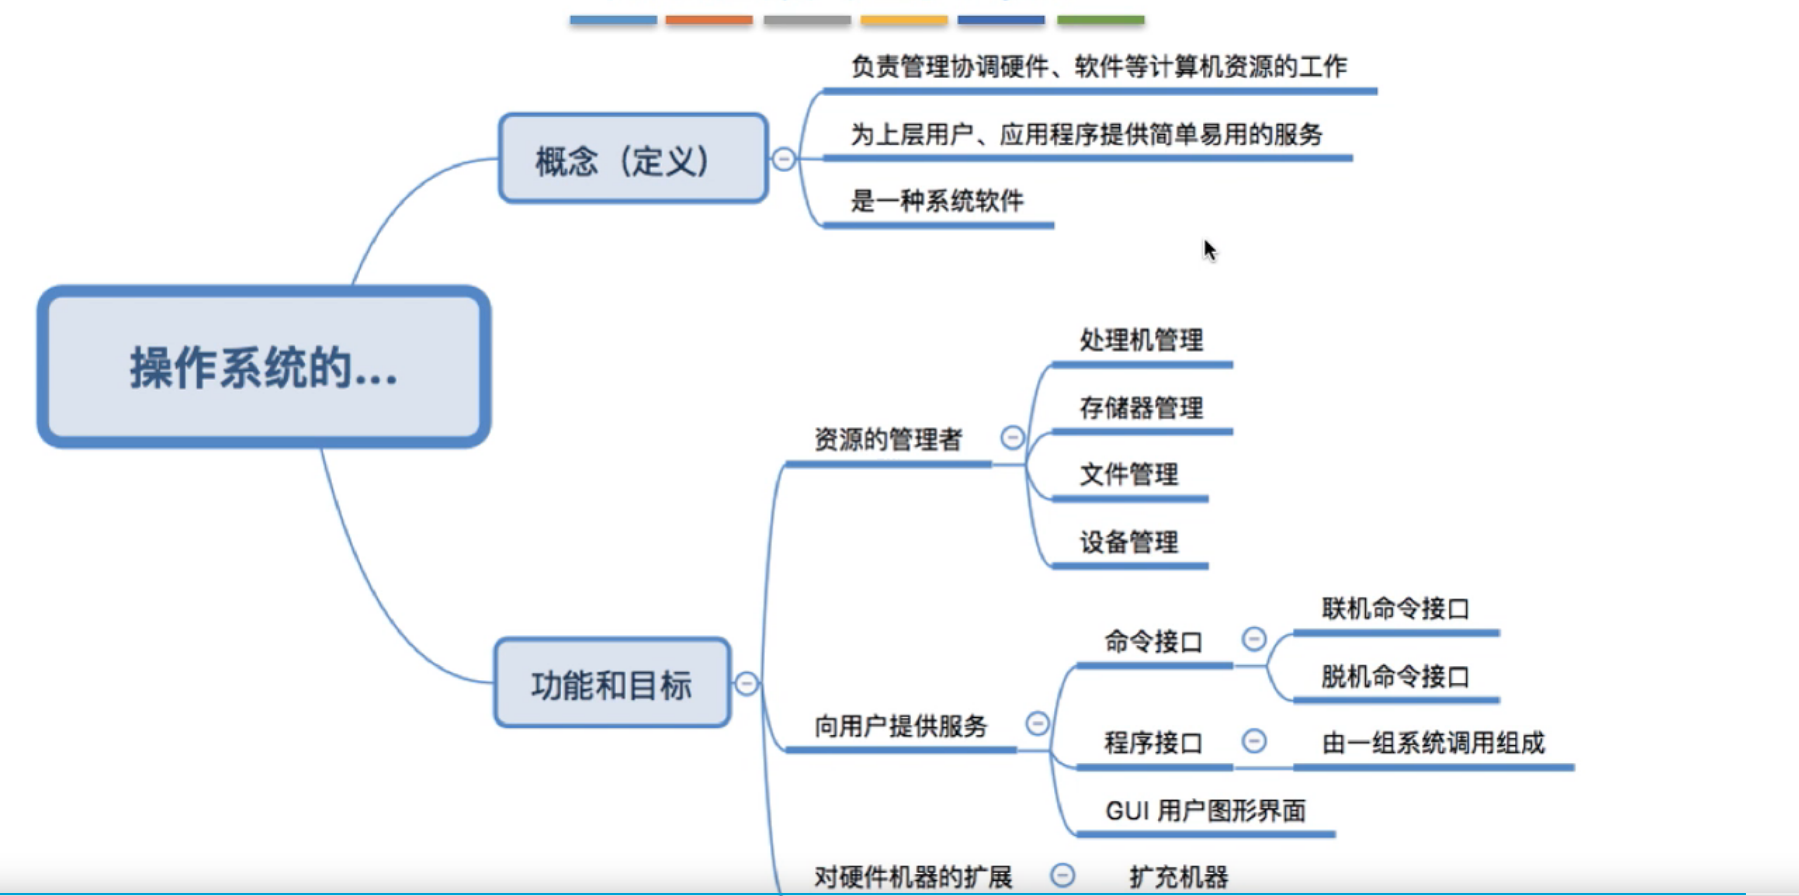 操作系统的...
概念（定义）
负责管理协调硬件、软件等计算机资源的工作
为上层用户、应用程序提供简单易用的服务
是一种系统软件
功能和目标
资源的管理者
处理机管理
存储器管理
文件管理
设备管理
向用户提供服务
命令接口
联机命令接口
脱机命令接口
程序接口
由一组系统调用组成
GUI 用户图形界面
对硬件机器的扩展
扩充机器